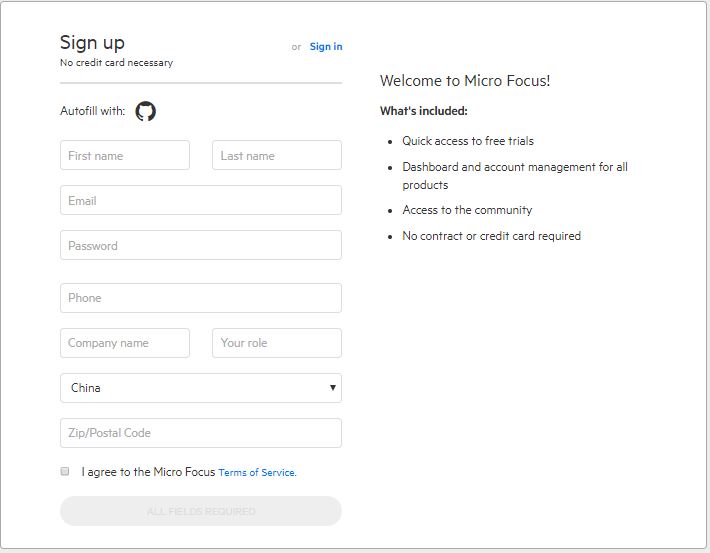 Sign up
or Sign in
No credit card necessary
Autofill with:
First name
Last name
Email
Password
Phone
Company name
Your role
China
Zip/Postal Code
I agree to the Micro Focus Terms of Service.
ALL FIELDS REQUIRED
Welcome to Micro Focus!
What's included:
Quick access to free trials
Dashboard and account management for all
products
Access to the community
No contract or credit card required